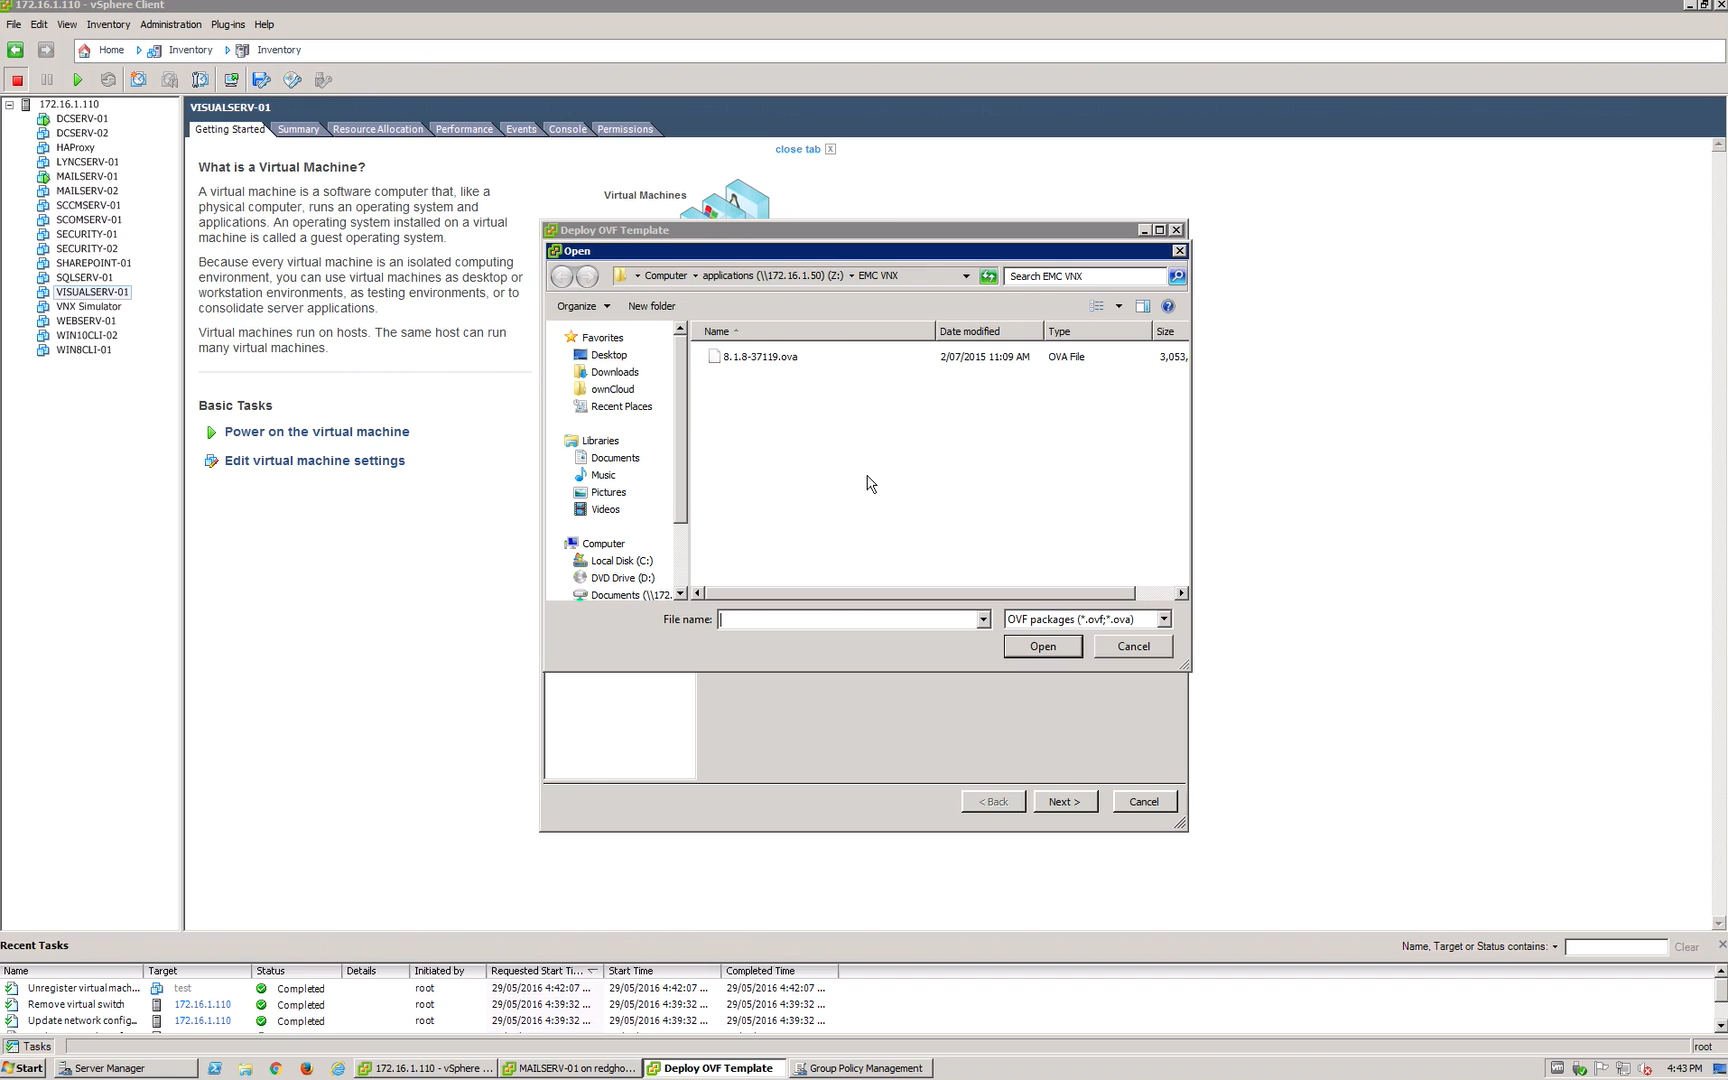 172.16.1.110 - vSphere Client
File Edit View Inventory Administration Plug-ins Help
Home Inventory Inventory
172.16.1.110
DCSERV-01
DCSERV-02
HAProxy
LYNCSERV-01
MAILSERV-01
MAILSERV-02
SCCMSERV-01
SCOMSERV-01
SECURITY-01
SECURITY-02
SHAREPOINT-01
SQLSERV-01
VISUALSERV-01
VNX Simulator
WEBSERV-01
WIN10CLI-02
WIN8CLI-01
VISUALSERV-01
Getting Started Summary Resource Allocation Performance Events Console Permissions
close tab X
What is a Virtual Machine?
A virtual machine is a software computer that, like a
physical computer, runs an operating system and
applications. An operating system installed on a virtual
machine is called a guest operating system.
Because every virtual machine is an isolated computing
environment, you can use virtual machines as desktop or
workstation environments, as testing environments, or to
consolidate server applications.
Virtual machines run on hosts. The same host can run
many virtual machines.
Basic Tasks
Power on the virtual machine
Edit virtual machine settings
Virtual Machines
Deploy OVF Template
Open
Computer applications (\\172.16.1.50) (Z:) EMC VNX
Search EMC VNX
Organize New folder
Favorites
Desktop
Downloads
ownCloud
Recent Places
Libraries
Documents
Music
Pictures
Videos
Computer
Local Disk (C:)
DVD Drive (D:)
Documents (\\172.
Name Date modified Type Size
8.1.8-37119.ova 2/07/2015 11:09 AM OVA File 3,053,
File name: OVF packages (*.ovf;*.ova)
Open Cancel
< Back Next > Cancel
Recent Tasks
Name, Target or Status contains: Clear
Name Target Status Details Initiated by Requested Start Ti... Start Time Completed Time
Unregister virtual mach... test Completed root 29/05/2016 4:42:07 ... 29/05/2016 4:42:07 ... 29/05/2016 4:42:07 ...
Remove virtual switch 172.16.1.110 Completed root 29/05/2016 4:39:32 ... 29/05/2016 4:39:32 ... 29/05/2016 4:39:32 ...
Update network config... 172.16.1.110 Completed root 29/05/2016 4:39:32 ... 29/05/2016 4:39:32 ... 29/05/2016 4:39:32 ...
Tasks root
Start Server Manager 172.16.1.110 - vSphere ... MAILSERV-01 on redgho... Deploy OVF Template Group Policy Management 4:43 PM